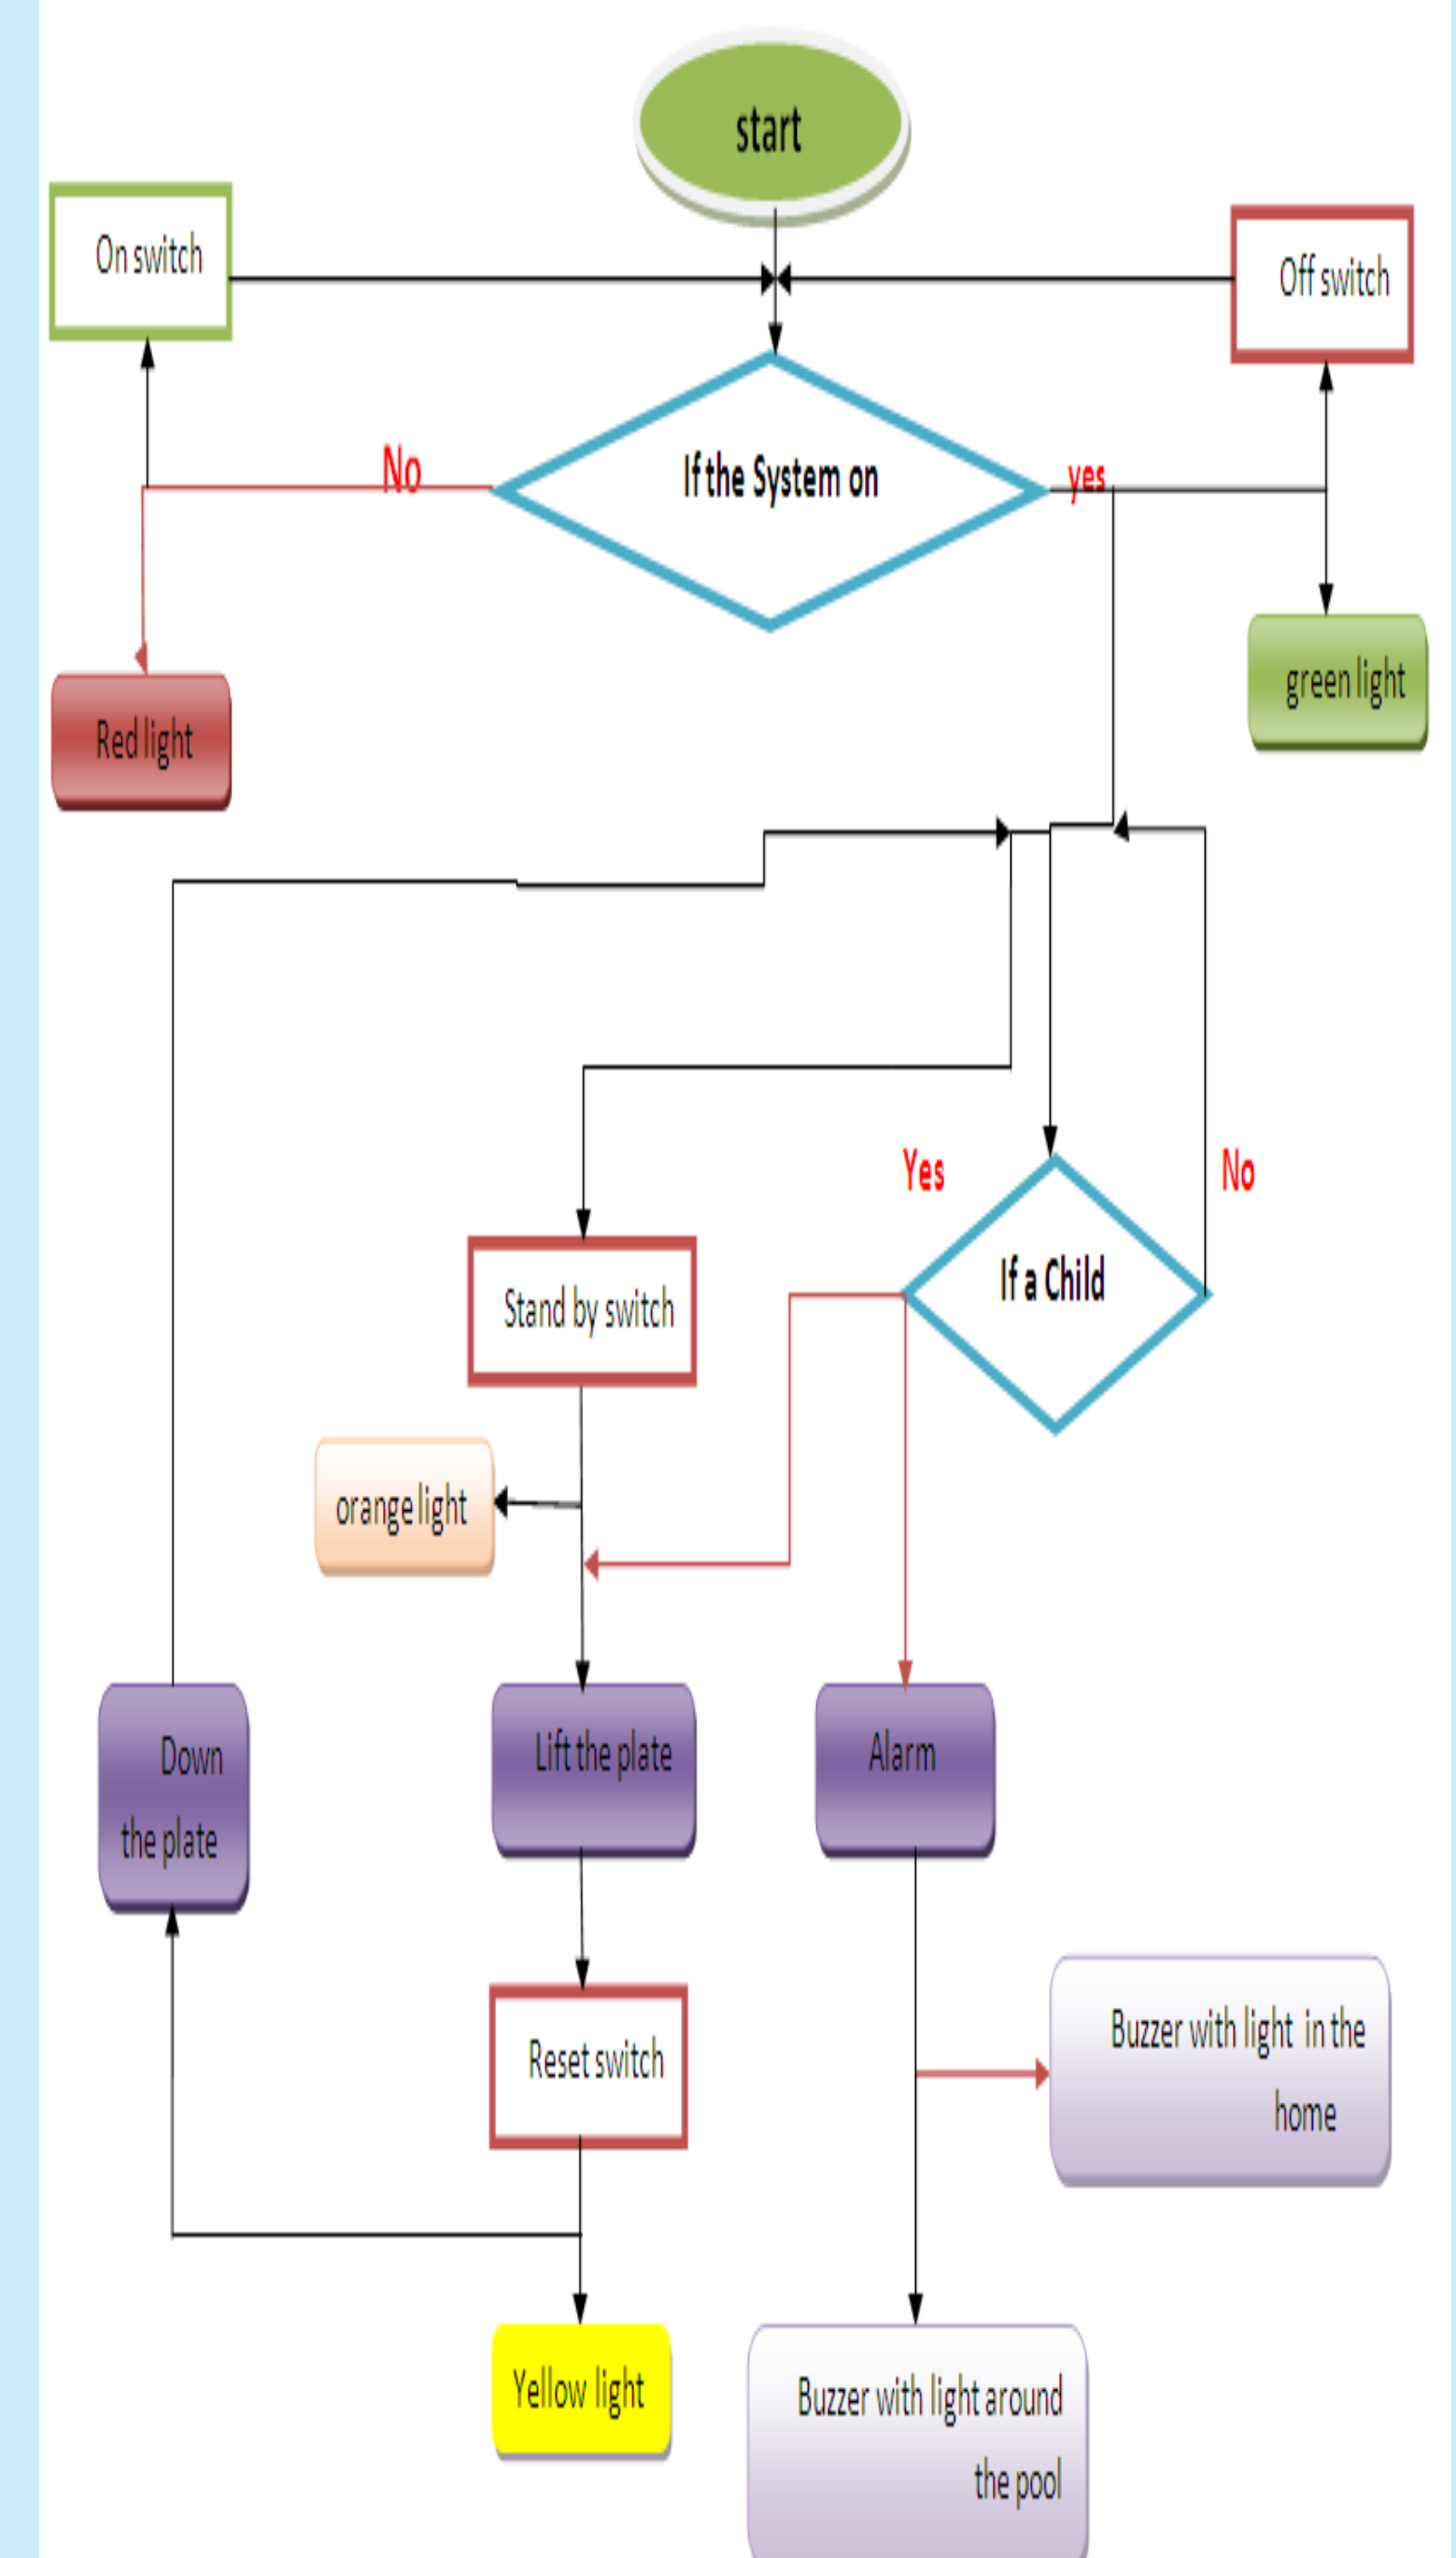 start
On switch
Off switch
No
If the System on
yes
green light
Red light
Yes
No
If a Child
Stand by switch
orange light
Down
the plate
Lift the plate
Alarm
Buzzer with light in the
home
Reset switch
Yellow light
Buzzer with light around
the pool